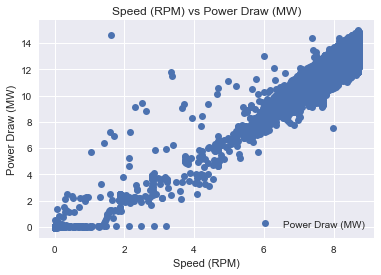 Speed (RPM) vs Power Draw (MW)
Power Draw (MW)
14
12
10
8
6
4
2
0
Power Draw (MW)
0 2 4 6 8
Speed (RPM)